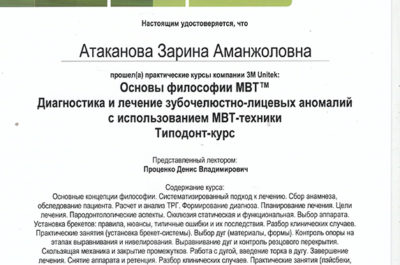 Настоящим удостоверяется, что
Атаканова Зарина Аманжоловна
прошел(а) практические курсы компании 3M Unitek:
Основы философии MBT™
Диагностика и лечение зубочелюстно-лицевых аномалий
с использованием МВТ-техники
Типодонт-курс
Представленный лектором:
Проценко Денис Владимирович
Содержание курса:
Основные концепции философии. Систематизированный подход к лечению. Сбор анамнеза,
обследование пациента. Расчет и анализ ТРГ. Формирование диагноза. Планирование лечения. Цели
лечения. Пародонтологические аспекты. Окклюзия статическая и функциональная. Выбор аппарата.
Установка брекетов: правила, нюансы, типичные ошибки и их последствия. Разбор клинических случаев.
Практические занятия (установка брекет-системы). Выбор дуг (материалы, формы). Контроль опоры на
этапах выравнивания и нивелирования. Выравнивание дуг и контроль резцового перекрытия.
Скользящая механика и закрытие промежутков. Работа с дугой, введение торка в дугу. Завершение
лечения. Снятие аппарата и ретенция. Разбор клинических случаев. Практические занятия (пайсбеки,